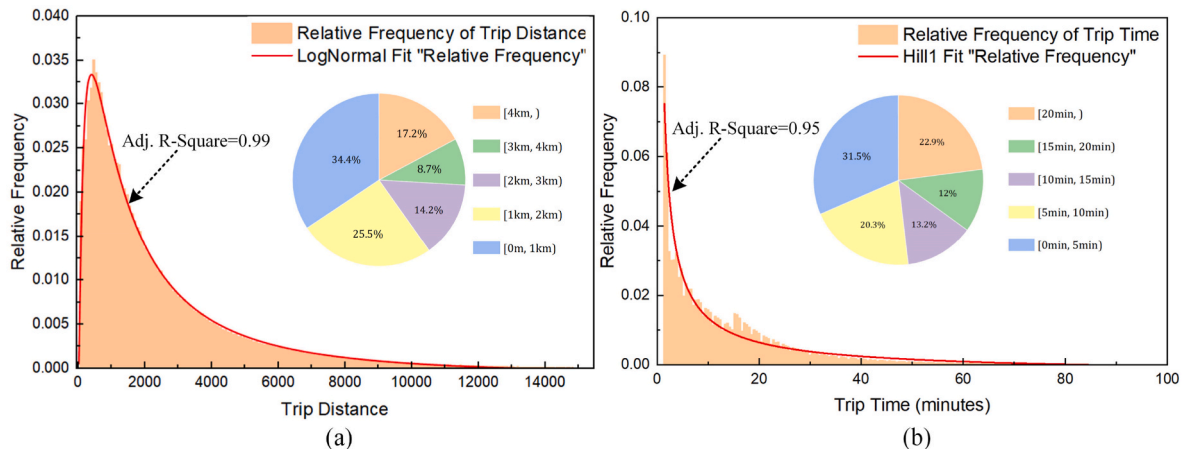 Relative Frequency of Trip Distance
LogNormal Fit "Relative Frequency"
Adj. R-Square=0.99
0.040
0.035
0.030
0.025
0.020
0.015
0.010
0.005
0.000
Relative Frequency
0
2000
4000
6000
8000
10000
12000
14000
Trip Distance
17.2%
8.7%
14.2%
25.5%
34.4%
[4km, )
[3km, 4km)
[2km, 3km)
[1km, 2km)
[0m, 1km)
(a)
Relative Frequency of Trip Time
Hill1 Fit "Relative Frequency"
Adj. R-Square=0.95
0.10
0.08
0.06
0.04
0.02
0.00
Relative Frequency
0
20
40
60
80
100
Trip Time (minutes)
22.9%
12%
13.2%
20.3%
31.5%
[20min, )
[15min, 20min)
[10min, 15min)
[5min, 10min)
[0min, 5min)
(b)